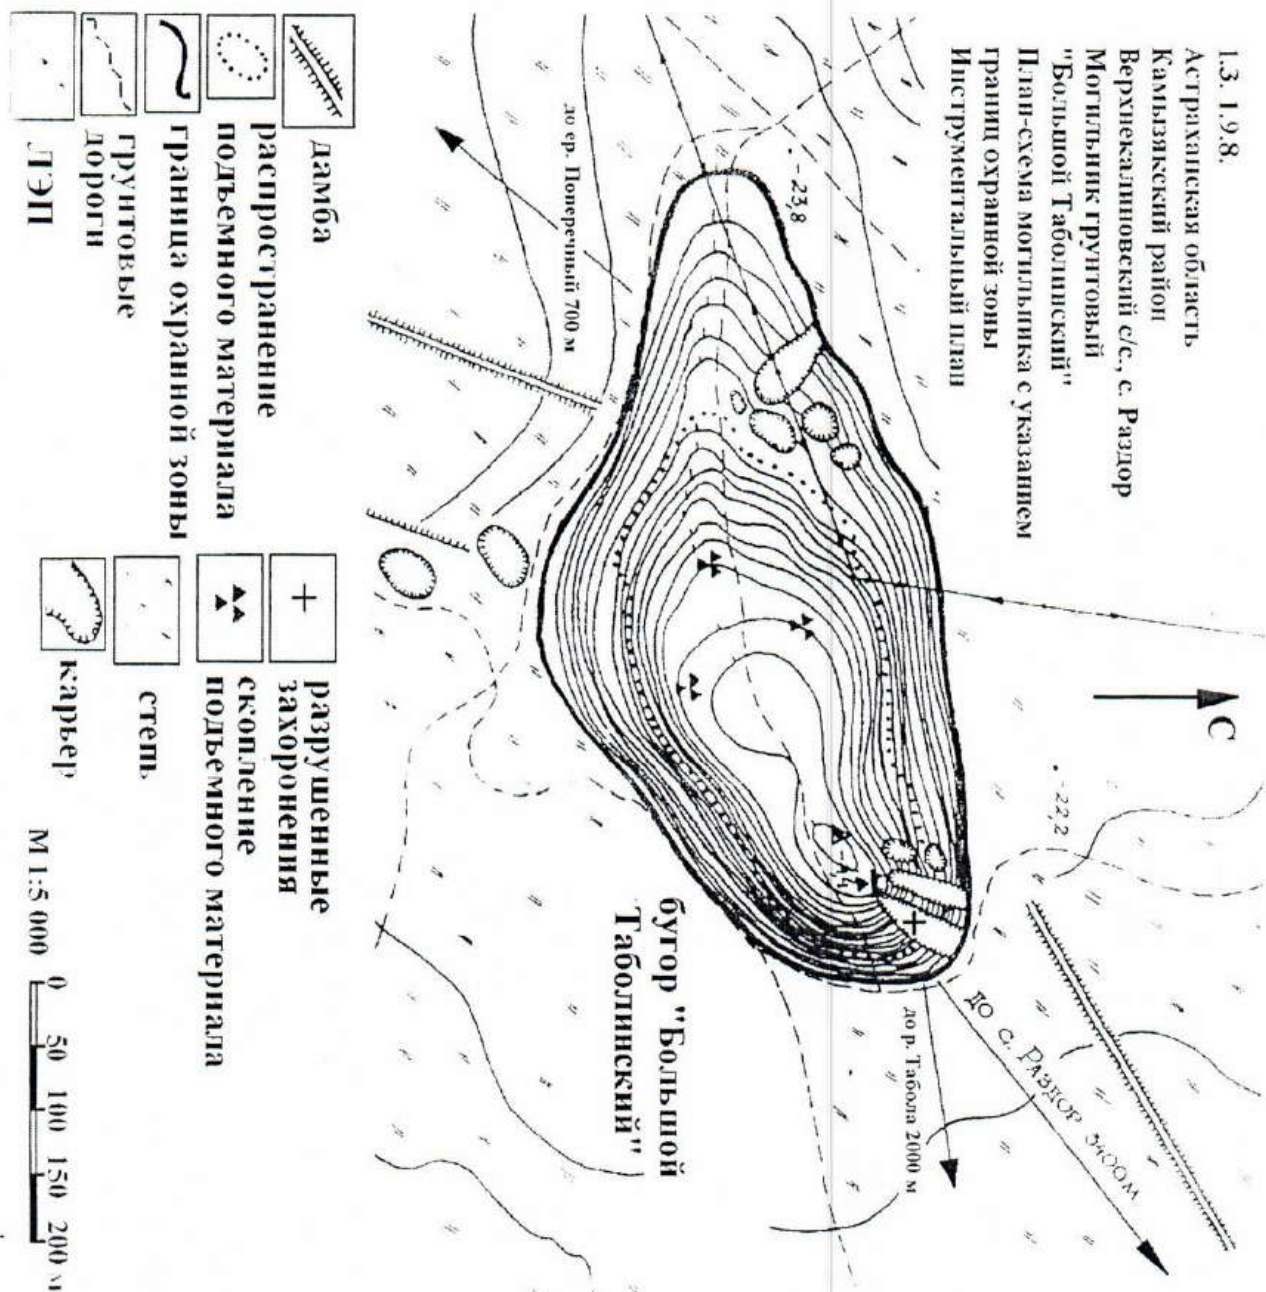 1.3. 1.9.8.
Астраханская область
Камызякский район
Верхнекалиновский с/с., с. Раздор
Могильник грунтовый
"Большой Таболинский"
План-схема могильника с указанием
границ охранной зоны
Инструментальный план
С
-23,8
-22,2
до ер. Поперечный 700 м
до с. Раздор 3400м
до р. Табола 2000 м
бугор "Большой
Таболинский"
дамба
распространение
подъемного материала
граница охранной зоны
грунтовые
дороги
ЛЭП
разрушенные
захоронения
скопление
подъемного материала
степь
карьер
М 1:5 000
0 50 100 150 200 м